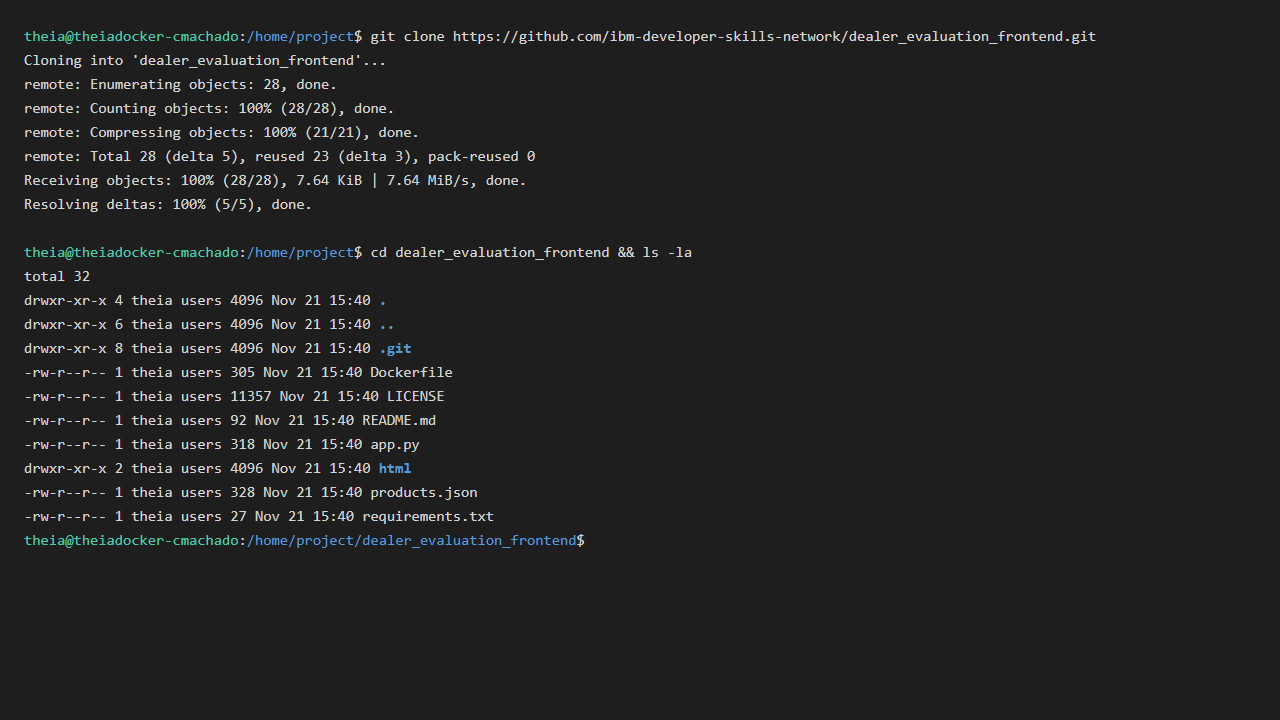 theia@theiadocker-cmachado:/home/project$ git clone https://github.com/ibm-developer-skills-network/dealer_evaluation_frontend.git
Cloning into 'dealer_evaluation_frontend'...
remote: Enumerating objects: 28, done.
remote: Counting objects: 100% (28/28), done.
remote: Compressing objects: 100% (21/21), done.
remote: Total 28 (delta 5), reused 23 (delta 3), pack-reused 0
Receiving objects: 100% (28/28), 7.64 KiB | 7.64 MiB/s, done.
Resolving deltas: 100% (5/5), done.
theia@theiadocker-cmachado:/home/project$ cd dealer_evaluation_frontend && ls -la
total 32
drwxr-xr-x 4 theia users 4096 Nov 21 15:40 .
drwxr-xr-x 6 theia users 4096 Nov 21 15:40 ..
drwxr-xr-x 8 theia users 4096 Nov 21 15:40 .git
-rw-r--r-- 1 theia users 305 Nov 21 15:40 Dockerfile
-rw-r--r-- 1 theia users 11357 Nov 21 15:40 LICENSE
-rw-r--r-- 1 theia users 92 Nov 21 15:40 README.md
-rw-r--r-- 1 theia users 318 Nov 21 15:40 app.py
drwxr-xr-x 2 theia users 4096 Nov 21 15:40 html
-rw-r--r-- 1 theia users 328 Nov 21 15:40 products.json
-rw-r--r-- 1 theia users 27 Nov 21 15:40 requirements.txt
theia@theiadocker-cmachado:/home/project/dealer_evaluation_frontend$